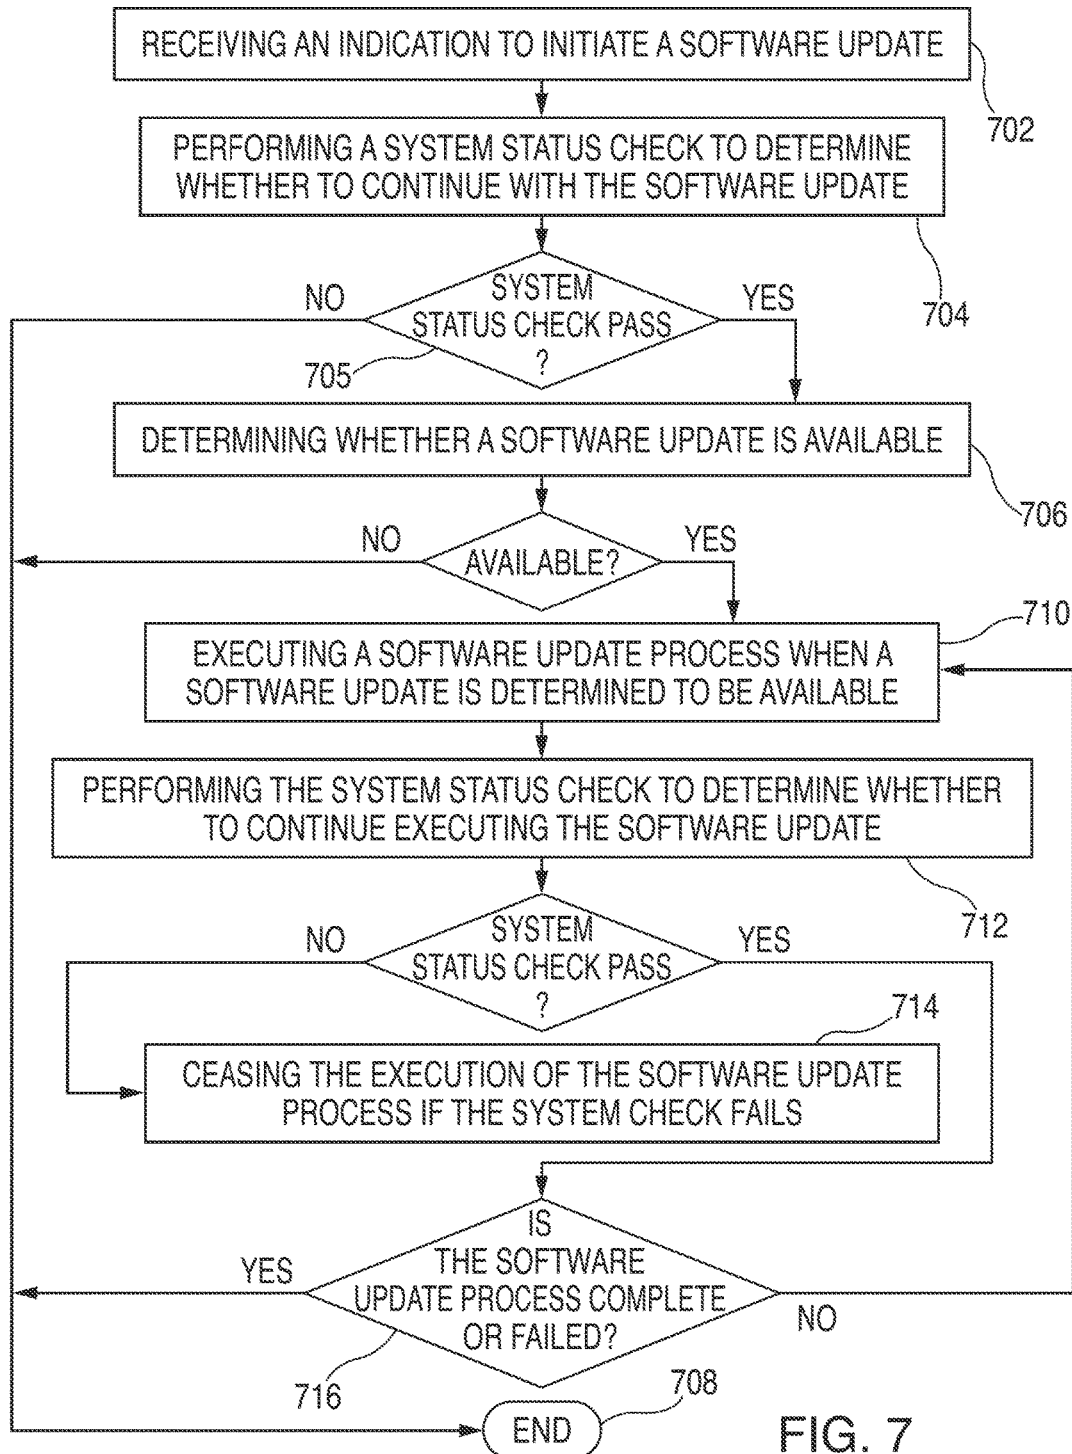 RECEIVING AN INDICATION TO INITIATE A SOFTWARE UPDATE
702
PERFORMING A SYSTEM STATUS CHECK TO DETERMINE
WHETHER TO CONTINUE WITH THE SOFTWARE UPDATE
704
NO
SYSTEM
STATUS CHECK PASS
?
YES
705
DETERMINING WHETHER A SOFTWARE UPDATE IS AVAILABLE
706
NO
AVAILABLE?
YES
710
EXECUTING A SOFTWARE UPDATE PROCESS WHEN A
SOFTWARE UPDATE IS DETERMINED TO BE AVAILABLE
PERFORMING THE SYSTEM STATUS CHECK TO DETERMINE WHETHER
TO CONTINUE EXECUTING THE SOFTWARE UPDATE
712
NO
SYSTEM
STATUS CHECK PASS
?
YES
714
CEASING THE EXECUTION OF THE SOFTWARE UPDATE
PROCESS IF THE SYSTEM CHECK FAILS
YES
IS
THE SOFTWARE
UPDATE PROCESS COMPLETE
OR FAILED?
NO
716
708
END
FIG. 7